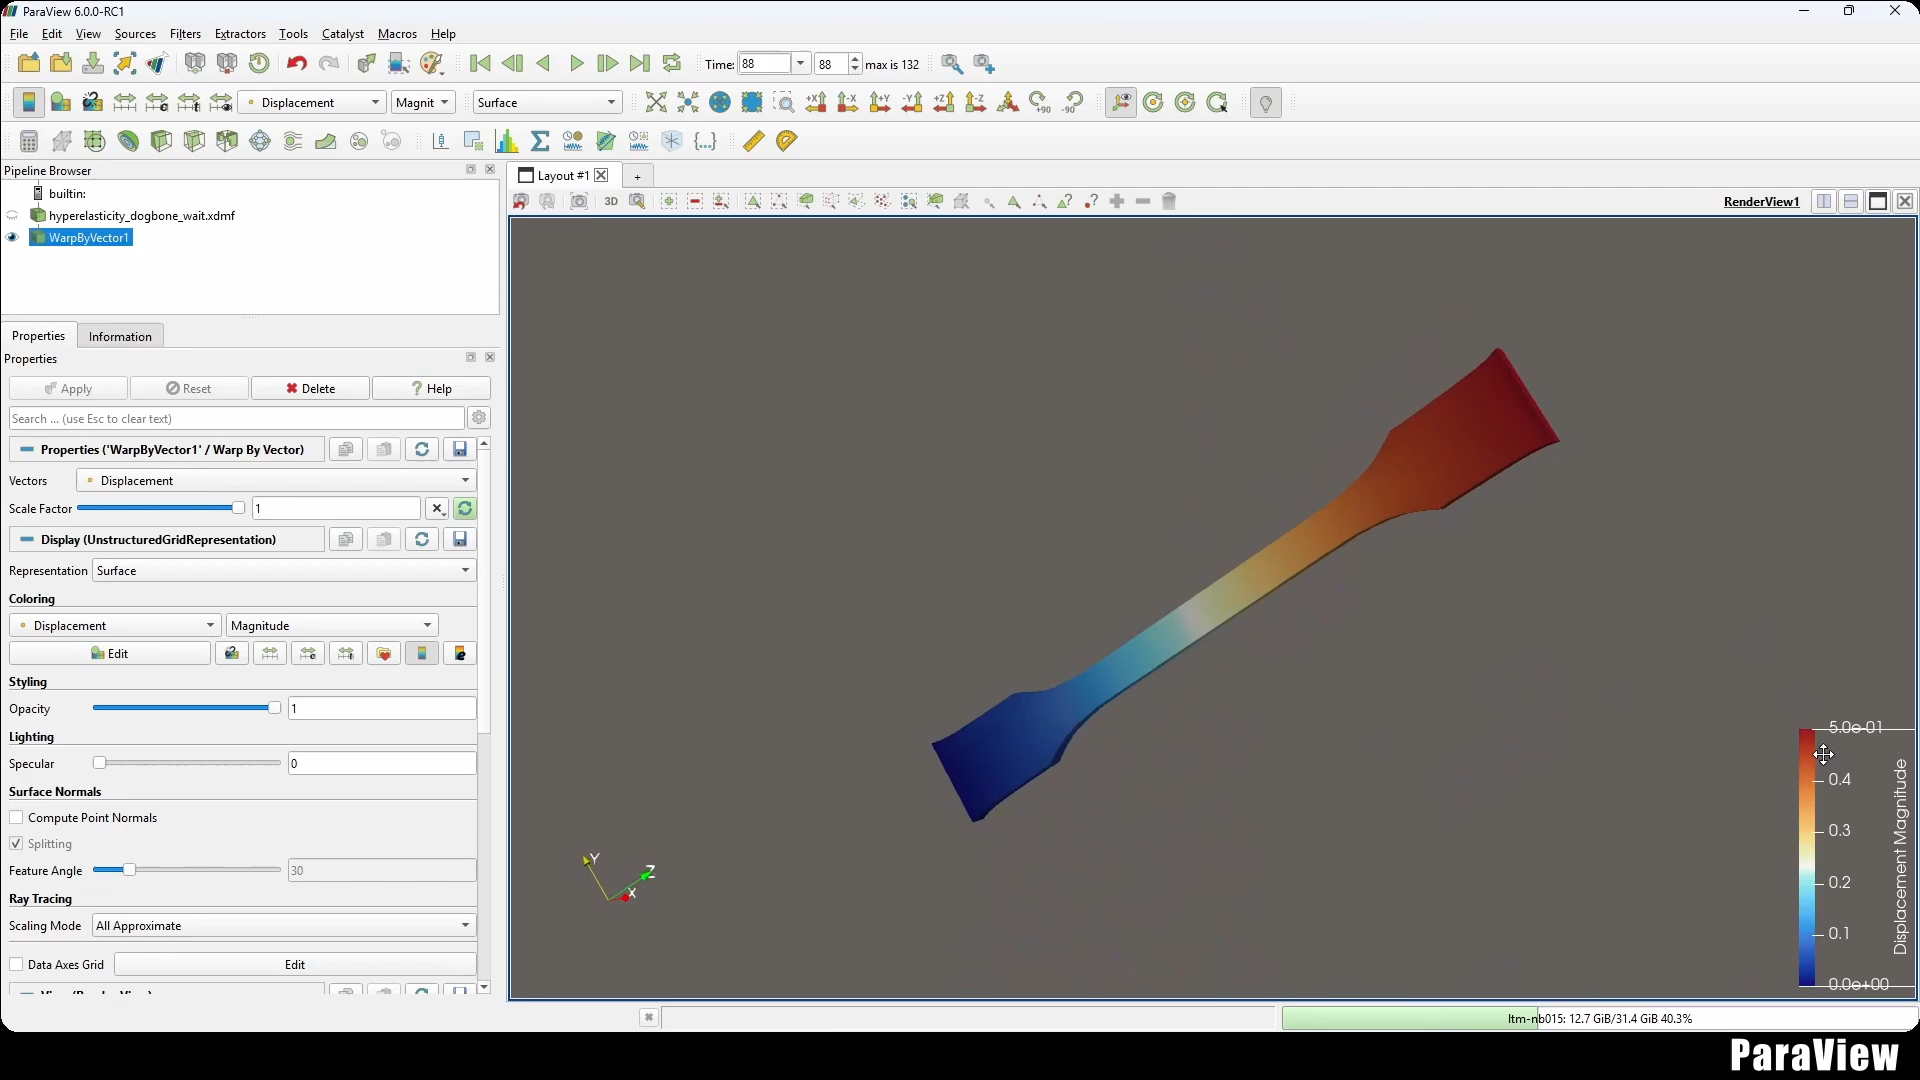 ParaView 6.0.0-RC1
File Edit View Sources Filters Extractors Tools Catalyst Macros Help
Time: 88 88 max is 132
Displacement Magnit Surface +X -X +Y -Y +Z -Z +90 -90
Pipeline Browser
builtin:
hyperelasticity_dogbone_wait.xdmf
WarpByVector1
Properties Information
Properties
Apply Reset Delete Help
Search ... (use Esc to clear text)
Properties ('WarpByVector1' / Warp By Vector)
Vectors Displacement
Scale Factor 1
Display (UnstructuredGridRepresentation)
Representation Surface
Coloring
Displacement Magnitude
Edit
Styling
Opacity 1
Lighting
Specular 0
Surface Normals
Compute Point Normals
Splitting
Feature Angle 30
Ray Tracing
Scaling Mode All Approximate
Data Axes Grid Edit
Layout #1 +
3D RenderView1
Y
Z
X
5.0e-01
0.4
0.3
0.2
0.1
0.0e+00
Displacement Magnitude
ltm-nb015: 12.7 GiB/31.4 GiB 40.3%
ParaView